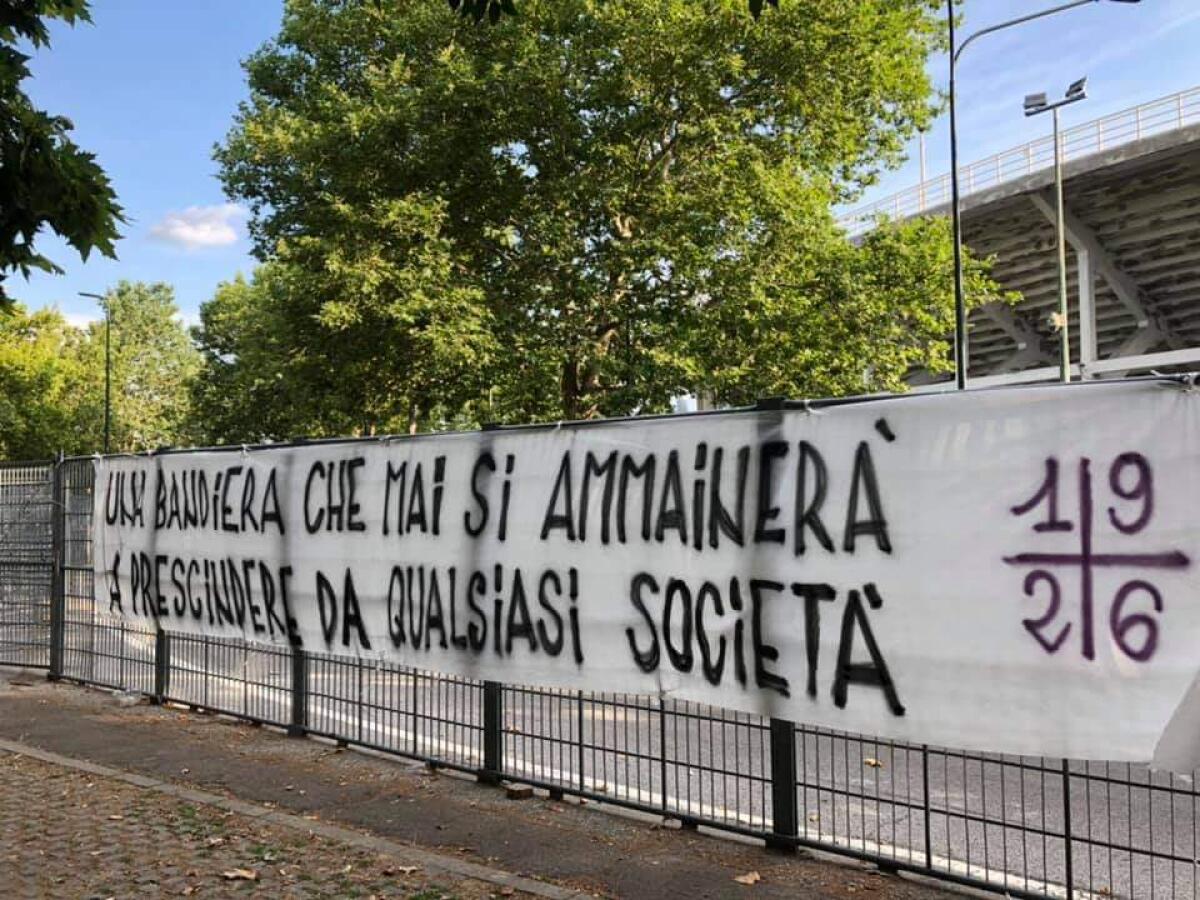 UNA BANDiERA CHE MAi Si AMMAiNERÀ
A PRESCiNDERE DA QUALSiASi SOCiETÀ
19
26